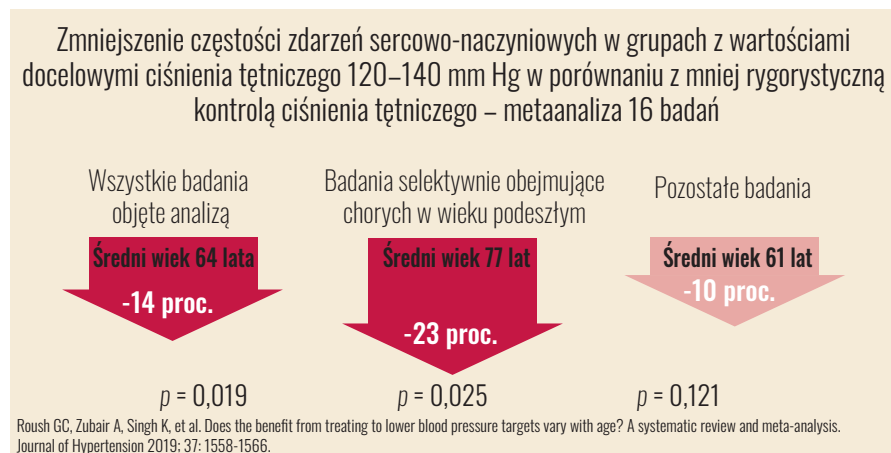 Zmniejszenie częstości zdarzeń sercowo-naczyniowych w grupach z wartościami
docelowymi ciśnienia tętniczego 120–140 mm Hg w porównaniu z mniej rygorystyczną
kontrolą ciśnienia tętniczego – metaanaliza 16 badań
Wszystkie badania
objęte analizą
Średni wiek 64 lata
-14 proc.
p = 0,019
Badania selektywnie obejmujące
chorych w wieku podeszłym
Średni wiek 77 lat
-23 proc.
p = 0,025
Pozostałe badania
Średni wiek 61 lat
-10 proc.
p = 0,121
Roush GC, Zubair A, Singh K, et al. Does the benefit from treating to lower blood pressure targets vary with age? A systematic review and meta-analysis.
Journal of Hypertension 2019; 37: 1558-1566.